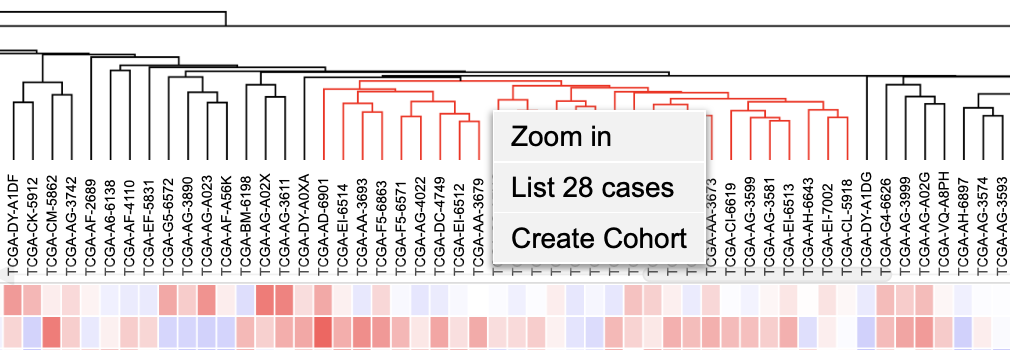 Zoom in
List 28 cases
Create Cohort
TCGA-DY-A1DF
TCGA-CK-5912
TCGA-CM-5862
TCGA-AG-3742
TCGA-AF-2689
TCGA-A6-6138
TCGA-AF-4110
TCGA-EF-5831
TCGA-G5-6572
TCGA-AG-3890
TCGA-AG-A023
TCGA-AF-A56K
TCGA-BM-6198
TCGA-AG-A02X
TCGA-AG-3611
TCGA-DY-A0XA
TCGA-AD-6901
TCGA-EI-6514
TCGA-AA-3693
TCGA-F5-6863
TCGA-F5-6571
TCGA-AG-4022
TCGA-DC-4749
TCGA-EI-6512
TCGA-AA-3679
TCGA-CI-6619
TCGA-AG-3599
TCGA-AG-3581
TCGA-EI-6513
TCGA-AH-6643
TCGA-EI-7002
TCGA-CL-5918
TCGA-DY-A1DG
TCGA-G4-6626
TCGA-AG-3999
TCGA-AG-A02G
TCGA-VQ-A8PH
TCGA-AH-6897
TCGA-AG-3574
TCGA-AG-3593